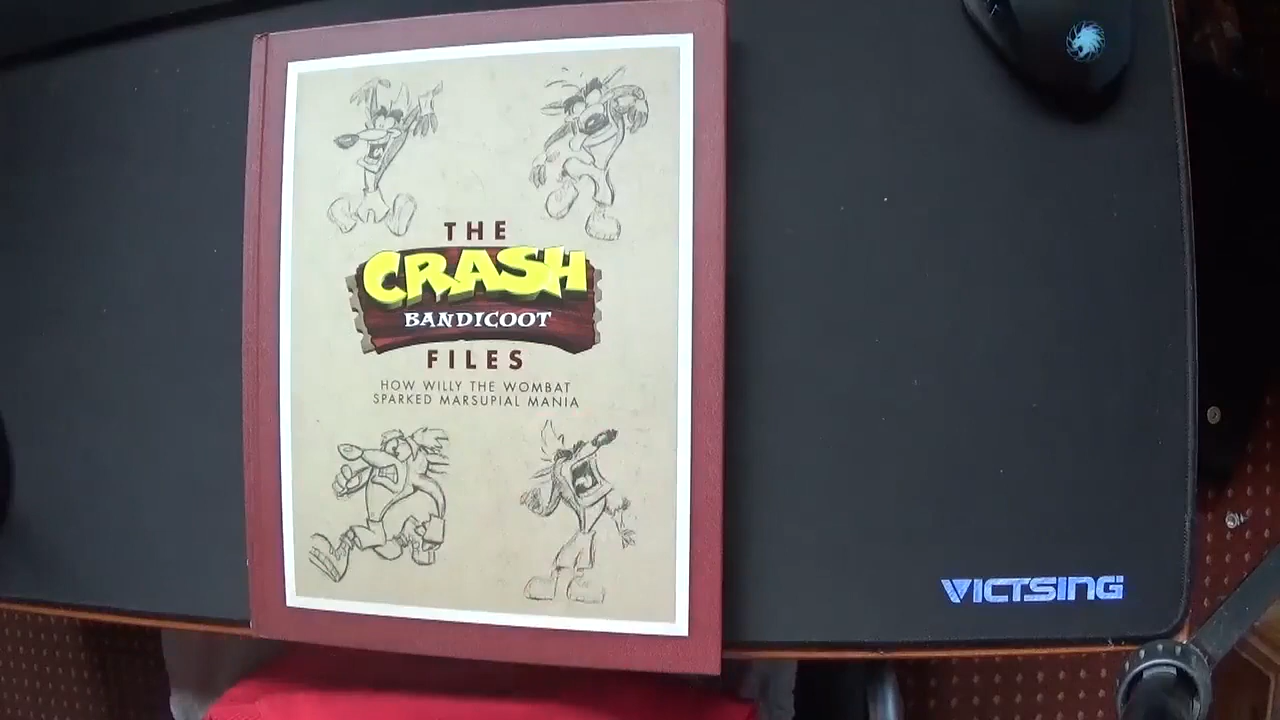 THE
CRASH
BANDICOOT
FILES
HOW WILLY THE WOMBAT
SPARKED MARSUPIAL MANIA
VICTSING